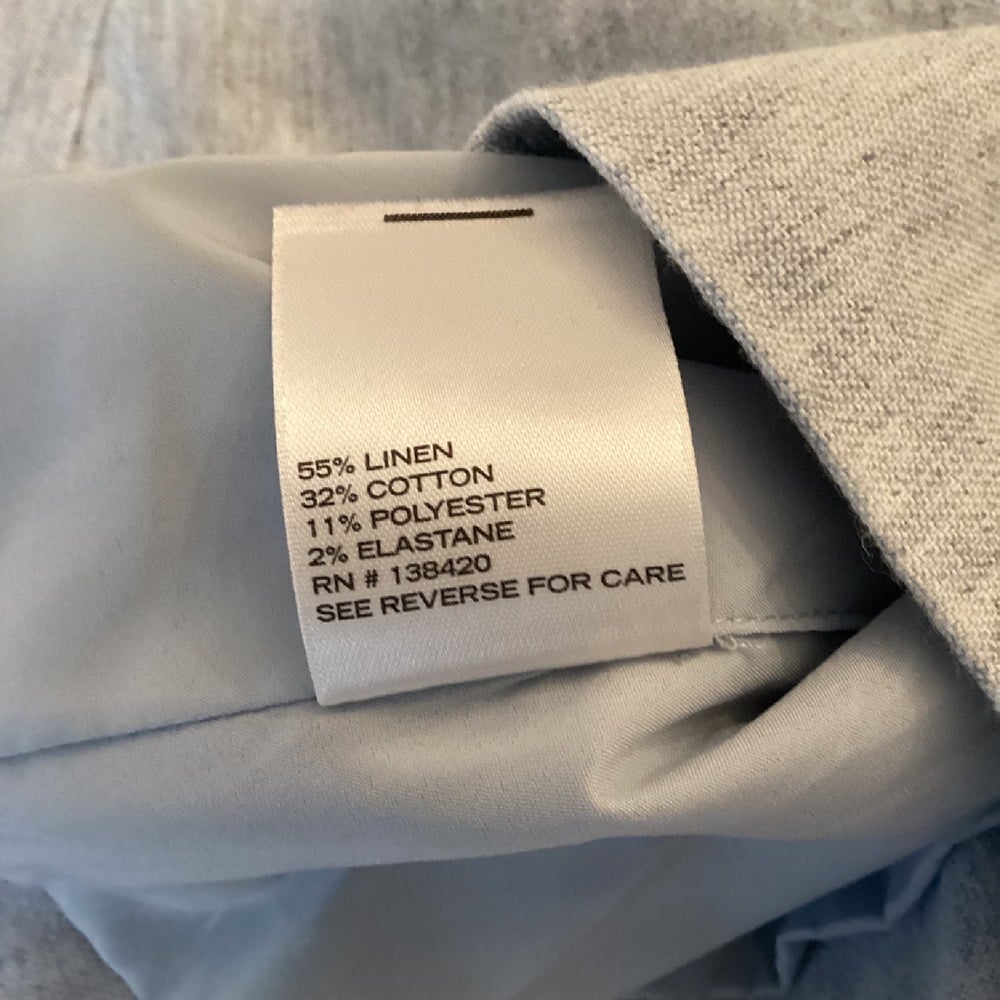 55% LINEN
32% COTTON
11% POLYESTER
2% ELASTANE
RN # 138420
SEE REVERSE FOR CARE